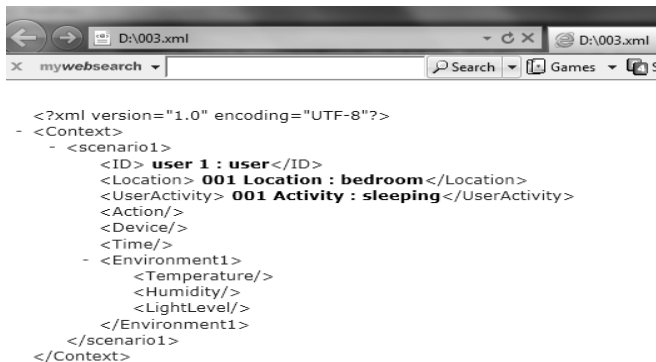 D:\003.xml
D:\003.xml
x mywebsearch Search Games
<?xml version="1.0" encoding="UTF-8"?>
- <Context>
- <scenario1>
<ID> user 1 : user</ID>
<Location> 001 Location : bedroom</Location>
<UserActivity> 001 Activity : sleeping</UserActivity>
<Action/>
<Device/>
<Time/>
- <Environment1>
<Temperature/>
<Humidity/>
<LightLevel/>
</Environment1>
</scenario1>
</Context>